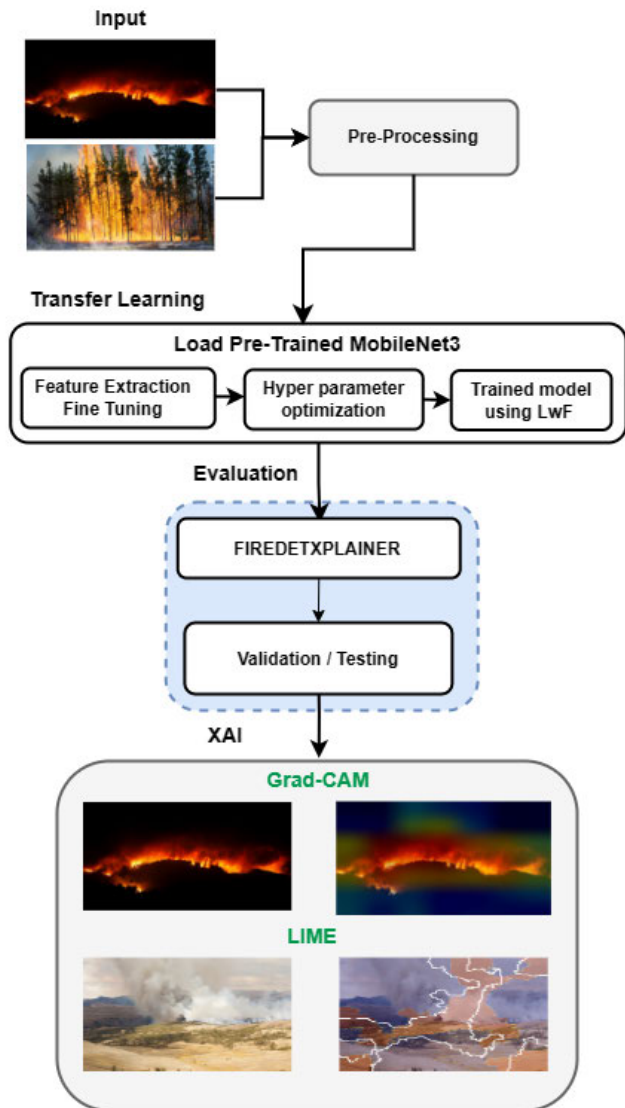 Input
Pre-Processing
Transfer Learning
Load Pre-Trained MobileNet3
Feature Extraction
Fine Tuning
Hyper parameter
optimization
Trained model
using LwF
Evaluation
FIREDETXPLAINER
Validation / Testing
XAI
Grad-CAM
LIME